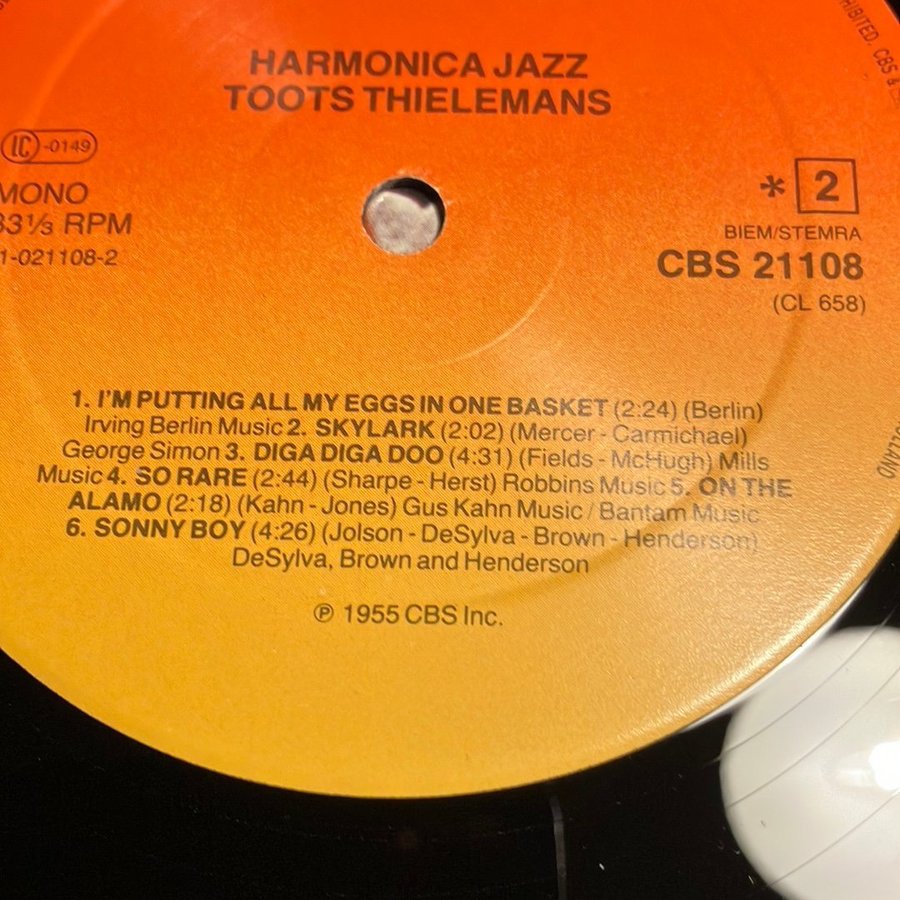 HARMONICA JAZZ
TOOTS THIELEMANS
LC-0149
MONO
33⅓ RPM
1-021108-2
* 2
BIEM/STEMRA
CBS 21108
(CL 658)
1. I'M PUTTING ALL MY EGGS IN ONE BASKET (2:24) (Berlin)
Irving Berlin Music 2. SKYLARK (2:02) (Mercer - Carmichael)
George Simon 3. DIGA DIGA DOO (4:31) (Fields - McHugh) Mills
Music 4. SO RARE (2:44) (Sharpe - Herst) Robbins Music 5. ON THE
ALAMO (2:18) (Kahn - Jones) Gus Kahn Music / Bantam Music
6. SONNY BOY (4:26) (Jolson - DeSylva - Brown - Henderson)
DeSylva, Brown and Henderson
℗ 1955 CBS Inc.
HIBITED. CBS &
OLLAND